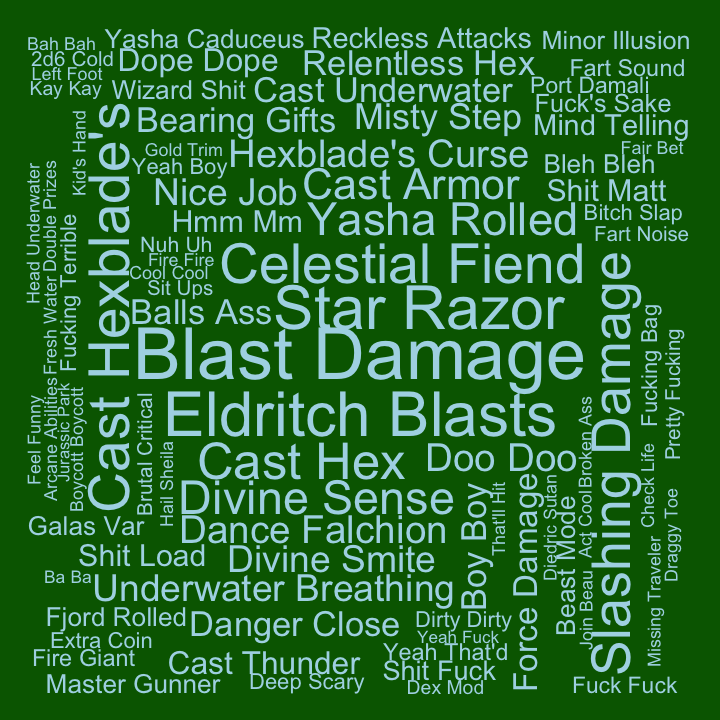 Bah Bah
Yasha Caduceus
Reckless Attacks
Minor Illusion
2d6 Cold
Dope Dope
Relentless Hex
Fart Sound
Left Foot
Kay Kay
Wizard Shit
Cast Underwater
Port Damali
Fuck's Sake
Bearing Gifts
Misty Step
Mind Telling
Kid's Hand
Gold Trim
Yeah Boy
Hexblade's Curse
Fair Bet
Bleh Bleh
Nice Job
Cast Armor
Shit Matt
Hmm Mm
Yasha Rolled
Bitch Slap
Fart Noise
Head Underwater
Fresh Water
Double Prizes
Fucking Terrible
Cast Hexblade's
Nuh Uh
Fire Fire
Cool Cool
Sit Ups
Celestial Fiend
Balls Ass
Star Razor
Blast Damage
Slashing Damage
Fucking Bag
Pretty Fucking
Eldritch Blasts
Feel Funny
Arcane Abilities
Jurassic Park
Boycott Boycott
Brutal Critical
Hail Sheila
Cast Hex
Doo Doo
Broken Ass
Act Cool
Check Life
Draggy Toe
Divine Sense
That'll Hit
Diedric Sutan
Galas Var
Dance Falchion
Boy Boy
Force Damage
Beast Mode
Join Beau
Missing Traveler
Shit Load
Divine Smite
Ba Ba
Underwater Breathing
Fjord Rolled
Danger Close
Dirty Dirty
Extra Coin
Yeah Fuck
Fire Giant
Cast Thunder
Yeah That'd
Shit Fuck
Master Gunner
Deep Scary
Dex Mod
Fuck Fuck